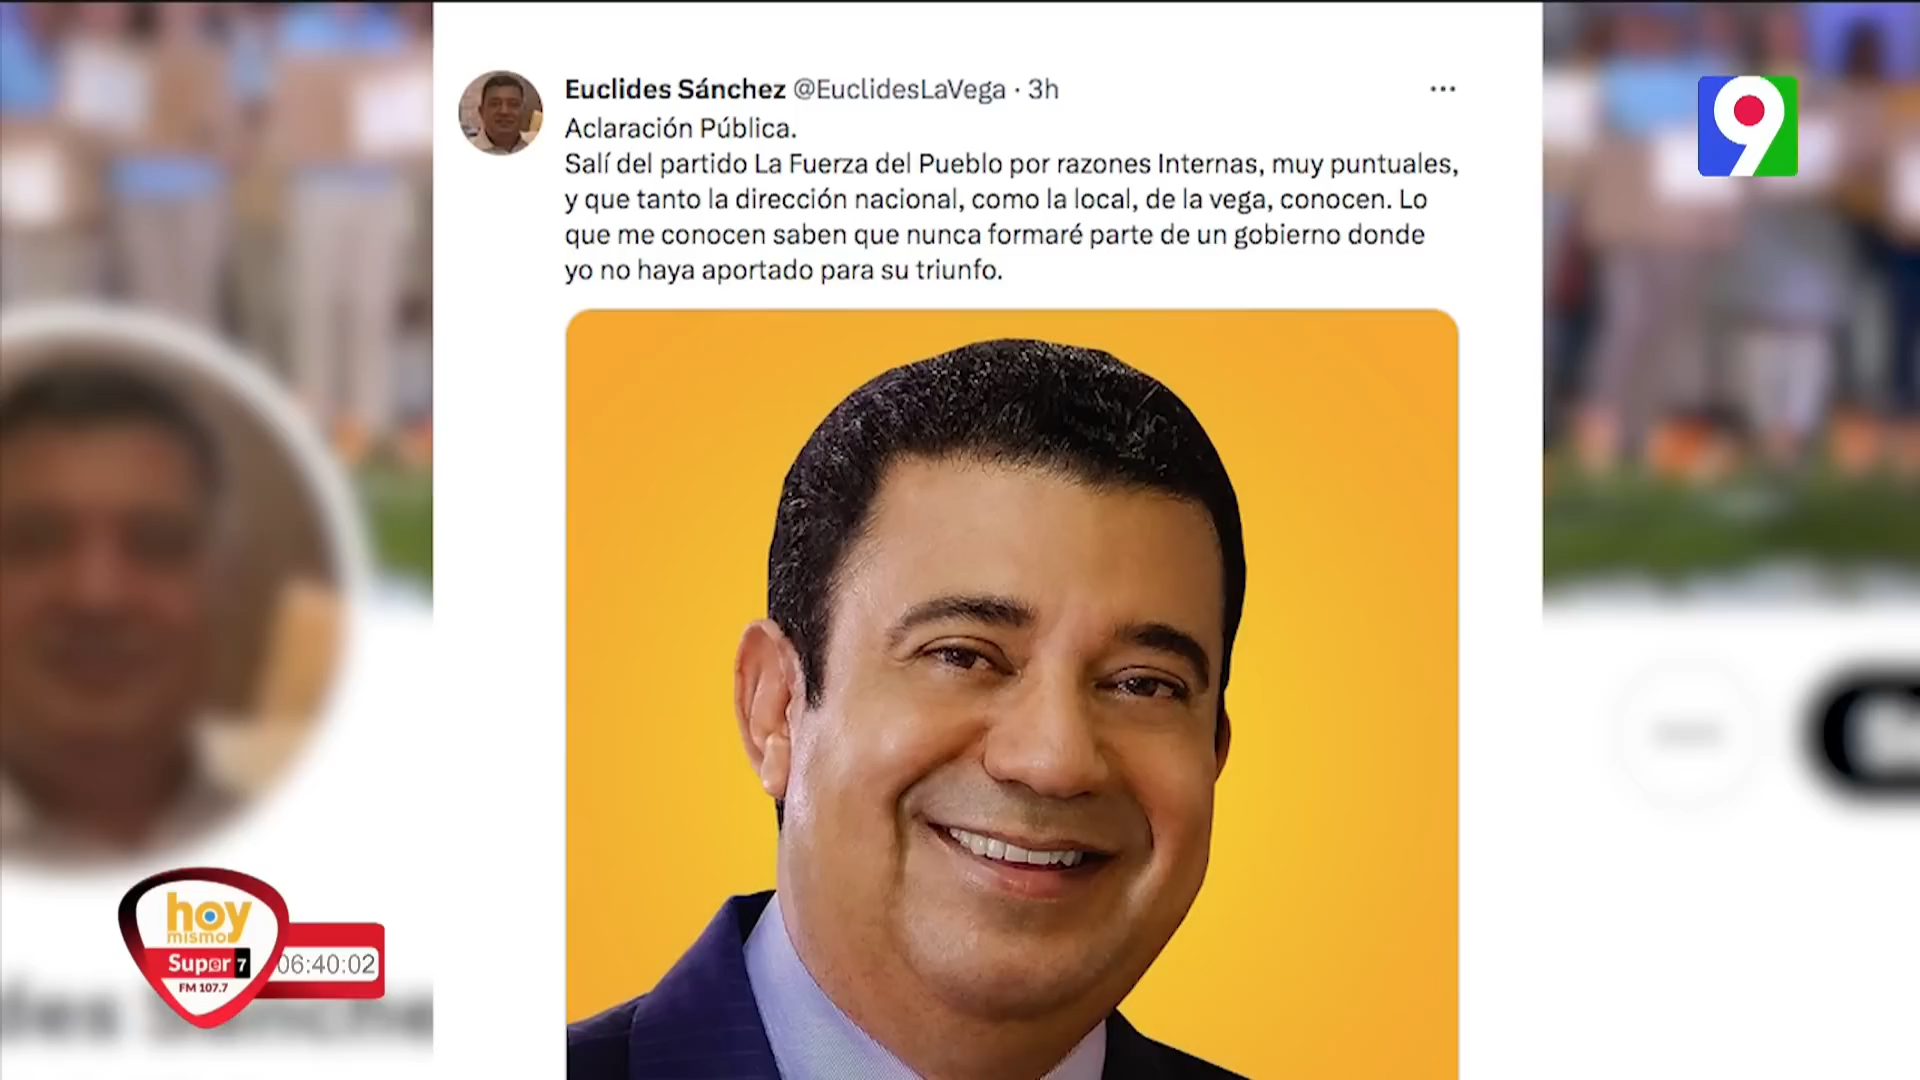 Euclides Sánchez @EuclidesLaVega · 3h
Aclaración Pública.
Salí del partido La Fuerza del Pueblo por razones Internas, muy puntuales,
y que tanto la dirección nacional, como la local, de la vega, conocen. Lo
que me conocen saben que nunca formaré parte de un gobierno donde
yo no haya aportado para su triunfo.
9
hoy
mismo
Super 7
FM 107.7
06:40:02